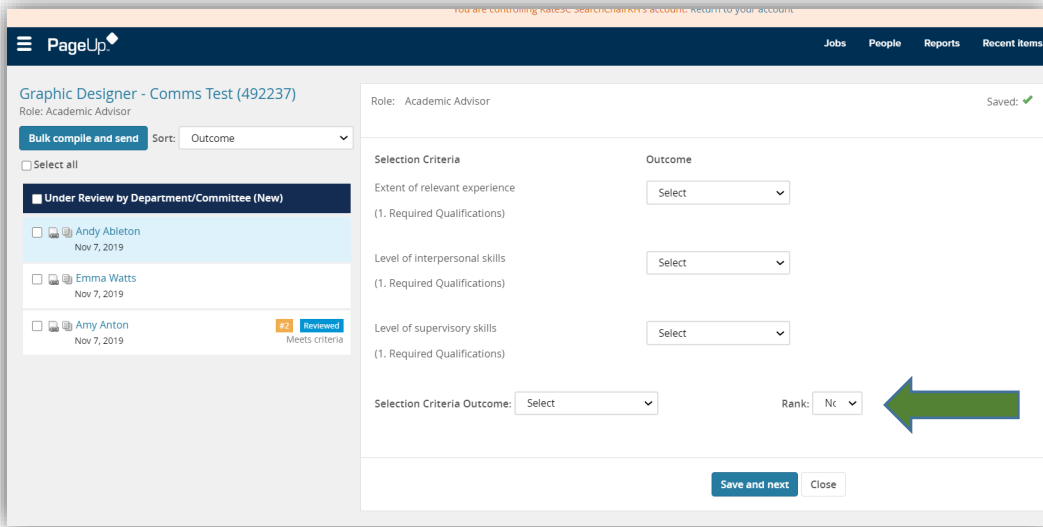 You are controlling KateSC SearchChairKH's account. Return to your account
PageUp
Jobs People Reports Recent items
Graphic Designer - Comms Test (492237)
Role: Academic Advisor
Bulk compile and send Sort: Outcome
Select all
Under Review by Department/Committee (New)
Andy Ableton
Nov 7, 2019
Emma Watts
Nov 7, 2019
Amy Anton #2 Reviewed
Nov 7, 2019 Meets criteria
Role: Academic Advisor Saved:
Selection Criteria Outcome
Extent of relevant experience Select
(1. Required Qualifications)
Level of interpersonal skills Select
(1. Required Qualifications)
Level of supervisory skills Select
(1. Required Qualifications)
Selection Criteria Outcome: Select Rank: Nc
Save and next Close